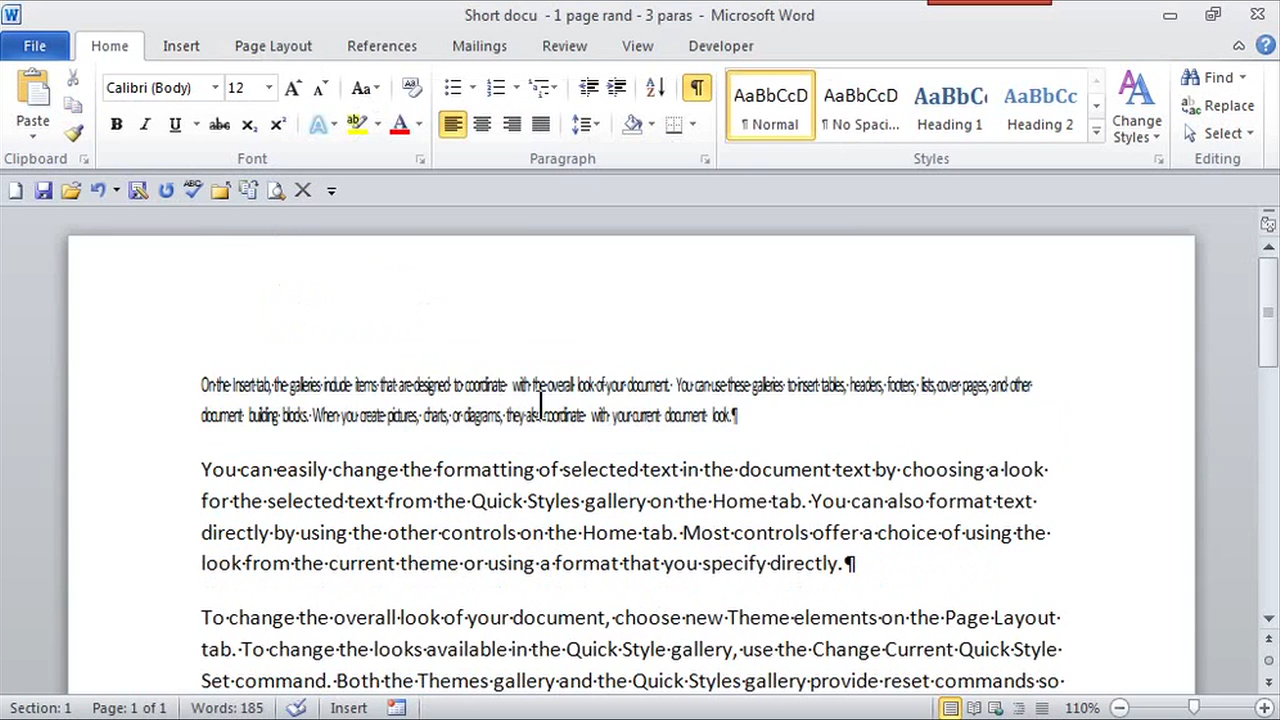 Short docu - 1 page rand - 3 paras - Microsoft Word
File Home Insert Page Layout References Mailings Review View Developer
Paste
Clipboard
Calibri (Body) 12
Font
Paragraph
AaBbCcD AaBbCcD AaBbCc AaBbCc
¶ Normal ¶ No Spaci... Heading 1 Heading 2
Change Styles
Styles
Find
Replace
Select
Editing
On·the·Insert·tab,·the·galleries·include·items·that·are·designed·to·coordinate·with·the·overall·look·of·your·document.·You·can·use·these·galleries·to·insert·tables,·headers,·footers,·lists,·cover·pages,·and·other·
document·building·blocks.·When·you·create·pictures,·charts,·or·diagrams,·they·also·coordinate·with·your·current·document·look.¶
You·can·easily·change·the·formatting·of·selected·text·in·the·document·text·by·choosing·a·look·
for·the·selected·text·from·the·Quick·Styles·gallery·on·the·Home·tab.·You·can·also·format·text·
directly·by·using·the·other·controls·on·the·Home·tab.·Most·controls·offer·a·choice·of·using·the·
look·from·the·current·theme·or·using·a·format·that·you·specify·directly.¶
To·change·the·overall·look·of·your·document,·choose·new·Theme·elements·on·the·Page·Layout·
tab.·To·change·the·looks·available·in·the·Quick·Style·gallery,·use·the·Change·Current·Quick·Style·
Set·command.·Both·the·Themes·gallery·and·the·Quick·Styles·gallery·provide·reset·commands·so·
Section: 1 Page: 1 of 1 Words: 185 Insert 110%